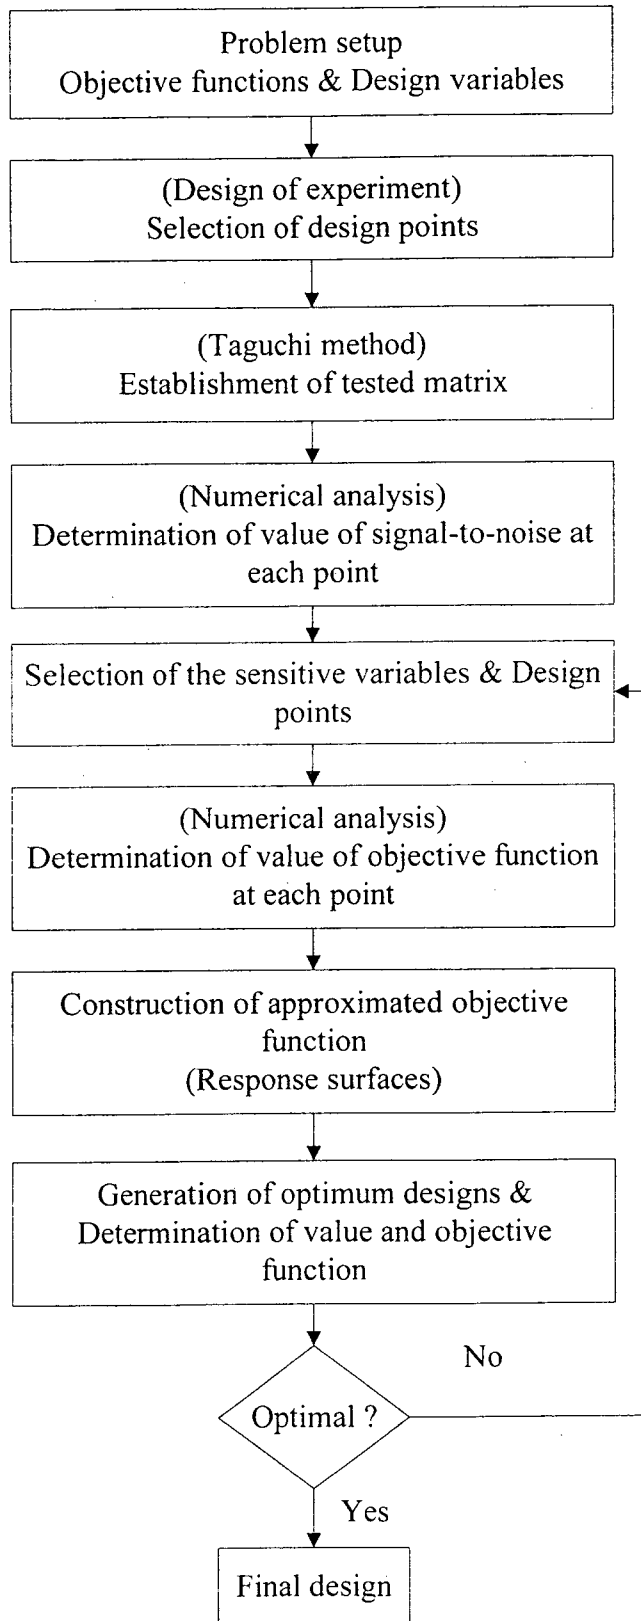 Problem setup
Objective functions & Design variables
(Design of experiment)
Selection of design points
(Taguchi method)
Establishment of tested matrix
(Numerical analysis)
Determination of value of signal-to-noise at
each point
Selection of the sensitive variables & Design
points
(Numerical analysis)
Determination of value of objective function
at each point
Construction of approximated objective
function
(Response surfaces)
Generation of optimum designs &
Determination of value and objective
function
No
Optimal ?
Yes
Final design